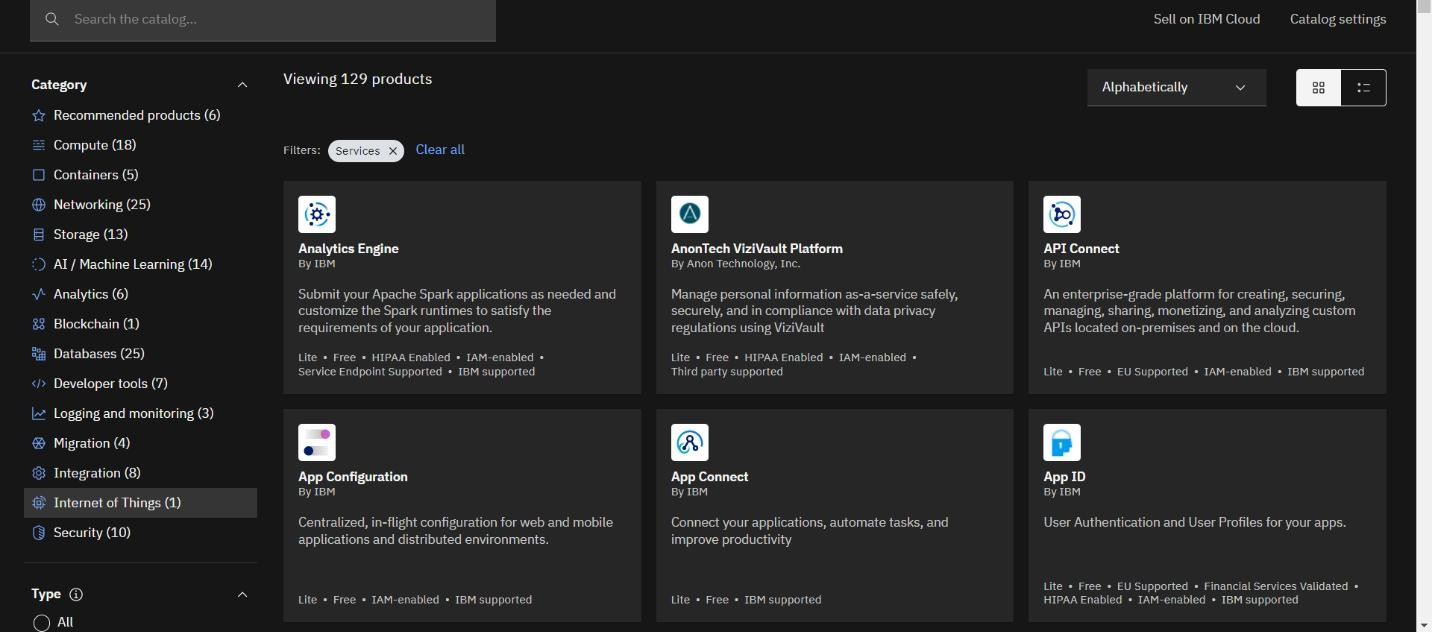 Search the catalog...
Sell on IBM Cloud
Catalog settings
Category
Recommended products (6)
Compute (18)
Containers (5)
Networking (25)
Storage (13)
AI / Machine Learning (14)
Analytics (6)
Blockchain (1)
Databases (25)
Developer tools (7)
Logging and monitoring (3)
Migration (4)
Integration (8)
Internet of Things (1)
Security (10)
Type
All
Viewing 129 products
Alphabetically
Filters:
Services
Clear all
Analytics Engine
By IBM
Submit your Apache Spark applications as needed and
customize the Spark runtimes to satisfy the
requirements of your application.
Lite • Free • HIPAA Enabled • IAM-enabled •
Service Endpoint Supported • IBM supported
AnonTech ViziVault Platform
By Anon Technology, Inc.
Manage personal information as-a-service safely,
securely, and in compliance with data privacy
regulations using ViziVault
Lite • Free • HIPAA Enabled • IAM-enabled •
Third party supported
API Connect
By IBM
An enterprise-grade platform for creating, securing,
managing, sharing, monetizing, and analyzing custom
APIs located on-premises and on the cloud.
Lite • Free • EU Supported • IAM-enabled • IBM supported
App Configuration
By IBM
Centralized, in-flight configuration for web and mobile
applications and distributed environments.
Lite • Free • IAM-enabled • IBM supported
App Connect
By IBM
Connect your applications, automate tasks, and
improve productivity
Lite • Free • IBM supported
App ID
By IBM
User Authentication and User Profiles for your apps.
Lite • Free • EU Supported • Financial Services Validated •
HIPAA Enabled • IAM-enabled • IBM supported